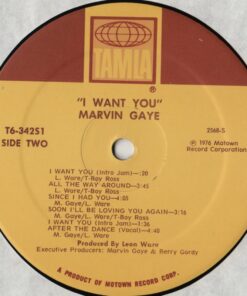 TAMLA
®
"I WANT YOU"
MARVIN GAYE
T6-342S1
SIDE TWO
2568-S
℗ 1976 Motown
Record Corporation
I WANT YOU (Intro Jam)—:20
L. Ware/T-Boy Ross
ALL THE WAY AROUND—3:45
L. Ware/T-Boy Ross
SINCE I HAD YOU—4:05
M. Gaye/L. Ware
SOON I'LL BE LOVING YOU AGAIN—3:16
M. Gaye/L. Ware/T-Boy Ross
I WANT YOU (Intro Jam)—1:36
AFTER THE DANCE (Vocal)—4:40
M. Gaye/L. Ware
Produced By Leon Ware
Executive Producers: Marvin Gaye & Berry Gordy
A PRODUCT OF MOTOWN RECORD CORP.